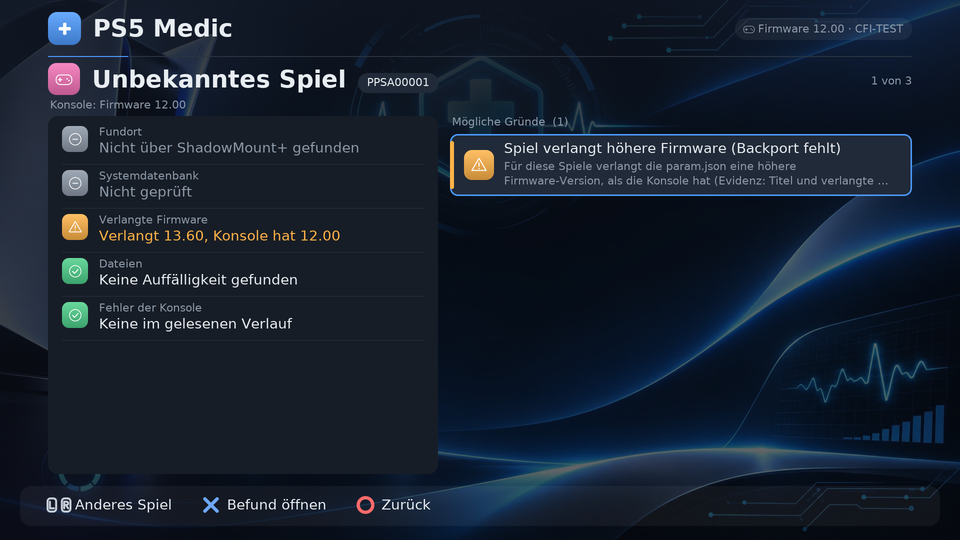 PS5 Medic
Firmware 12.00 · CFI-TEST
Unbekanntes Spiel
PPSA00001
1 von 3
Konsole: Firmware 12.00
Fundort
Nicht über ShadowMount+ gefunden
Systemdatenbank
Nicht geprüft
Verlangte Firmware
Verlangt 13.60, Konsole hat 12.00
Dateien
Keine Auffälligkeit gefunden
Fehler der Konsole
Keine im gelesenen Verlauf
Mögliche Gründe (1)
Spiel verlangt höhere Firmware (Backport fehlt)
Für diese Spiele verlangt die param.json eine höhere
Firmware-Version, als die Konsole hat (Evidenz: Titel und verlangte ...
L R Anderes Spiel
Befund öffnen
Zurück